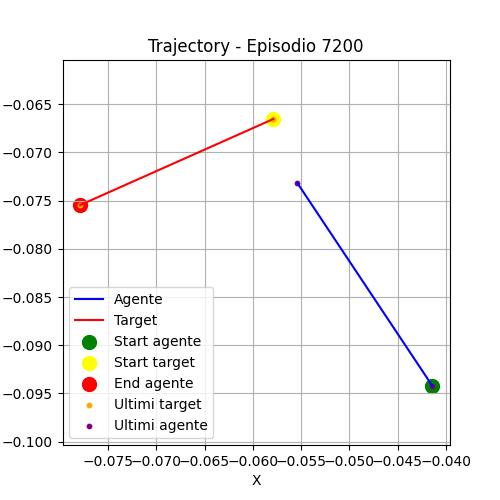 Trajectory - Episodio 7200
−0.065
−0.070
−0.075
−0.080
−0.085
−0.090
−0.095
−0.100
Agente
Target
Start agente
Start target
End agente
Ultimi target
Ultimi agente
−0.075 −0.070 −0.065 −0.060 −0.055 −0.050 −0.045 −0.040
X